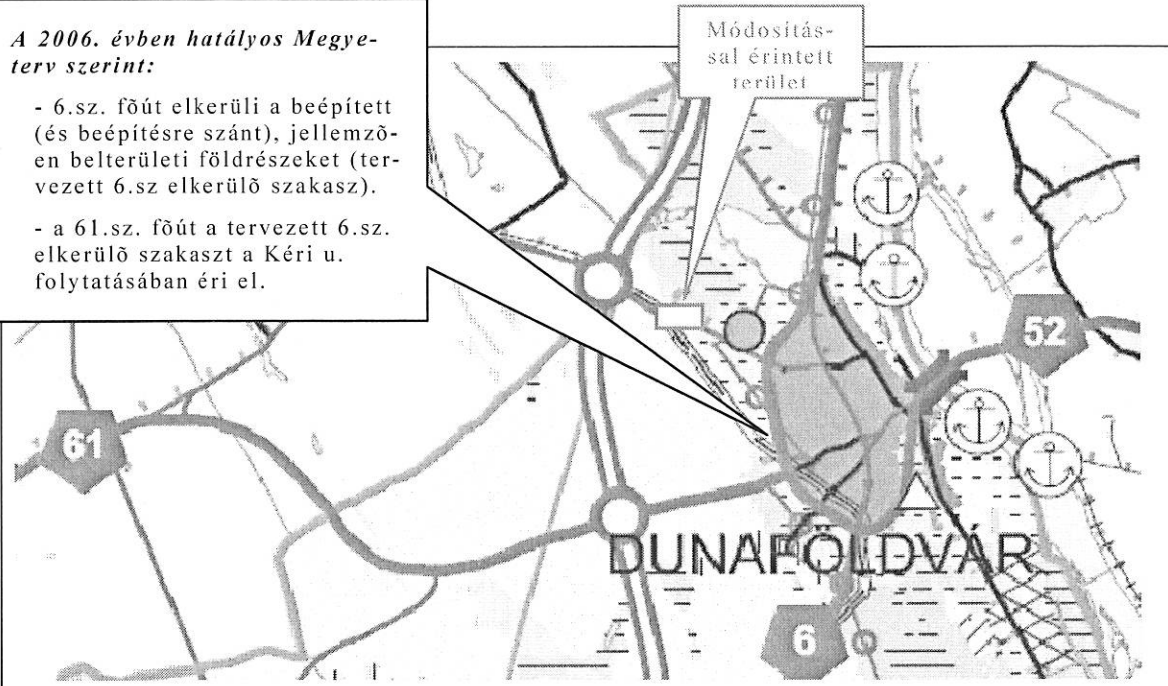 A 2006. évben hatályos Megye-
terv szerint:
- 6.sz. fõút elkerüli a beépített
(és beépítésre szánt), jellemzõ-
en belterületi földrészeket (ter-
vezett 6.sz elkerülõ szakasz).
- a 61.sz. fõút a tervezett 6.sz.
elkerülõ szakaszt a Kéri u.
folytatásában éri el.
Módosítás-
sal érintett
terület
52
61
DUNAFÖLDVÁR
6